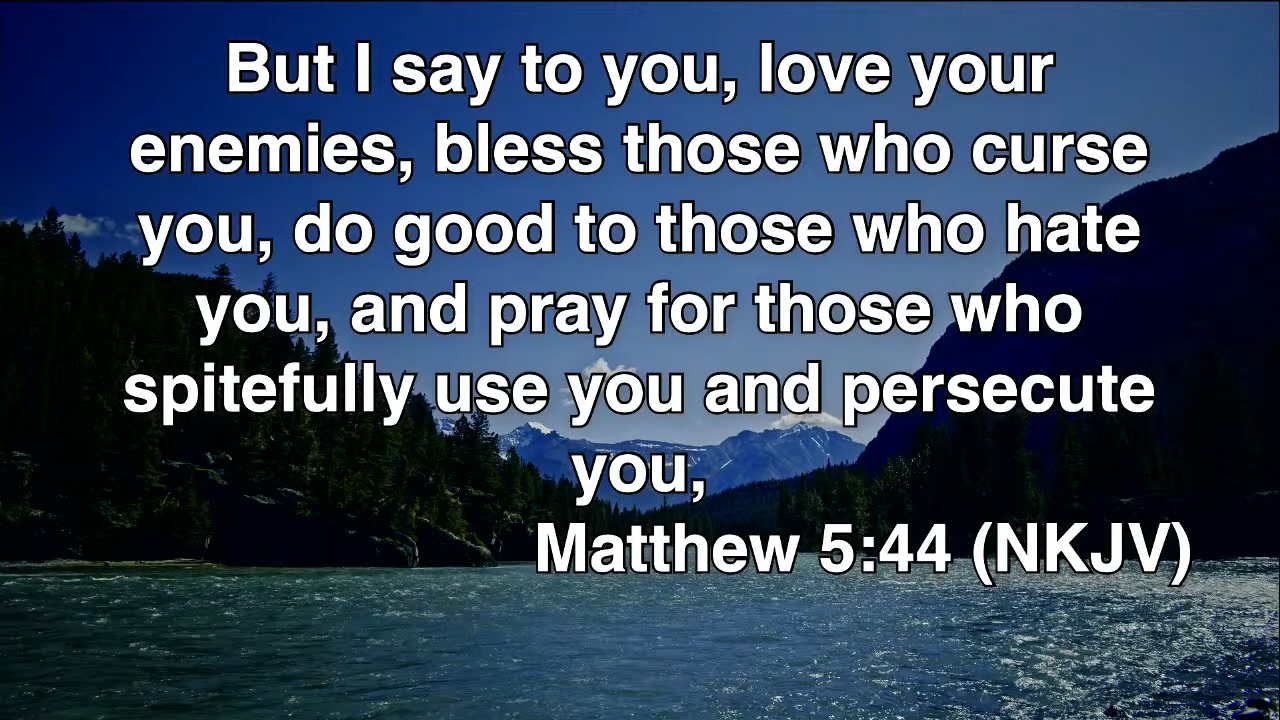 But I say to you, love your
enemies, bless those who curse
you, do good to those who hate
you, and pray for those who
spitefully use you and persecute
you,
Matthew 5:44 (NKJV)